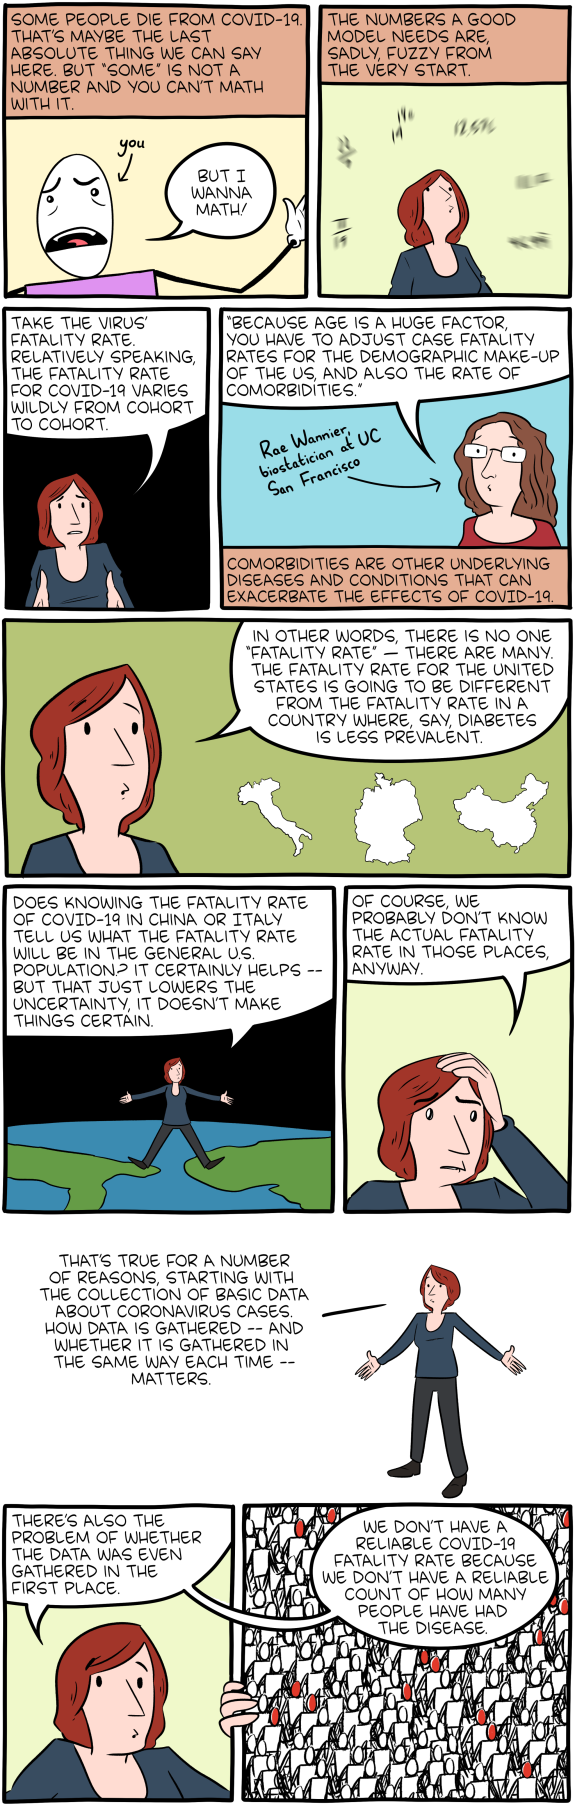 SOME PEOPLE DIE FROM COVID-19.
THAT'S MAYBE THE LAST
ABSOLUTE THING WE CAN SAY
HERE. BUT "SOME" IS NOT A
NUMBER AND YOU CAN'T MATH
WITH IT.
you
BUT I
WANNA
MATH!
THE NUMBERS A GOOD
MODEL NEEDS ARE,
SADLY, FUZZY FROM
THE VERY START.
TAKE THE VIRUS'
FATALITY RATE.
RELATIVELY SPEAKING,
THE FATALITY RATE
FOR COVID-19 VARIES
WILDLY FROM COHORT
TO COHORT.
"BECAUSE AGE IS A HUGE FACTOR,
YOU HAVE TO ADJUST CASE FATALITY
RATES FOR THE DEMOGRAPHIC MAKE-UP
OF THE US, AND ALSO THE RATE OF
COMORBIDITIES."
Rae Wannier,
biostatician at UC
San Francisco
COMORBIDITIES ARE OTHER UNDERLYING
DISEASES AND CONDITIONS THAT CAN
EXACERBATE THE EFFECTS OF COVID-19.
IN OTHER WORDS, THERE IS NO ONE
"FATALITY RATE" — THERE ARE MANY.
THE FATALITY RATE FOR THE UNITED
STATES IS GOING TO BE DIFFERENT
FROM THE FATALITY RATE IN A
COUNTRY WHERE, SAY, DIABETES
IS LESS PREVALENT.
DOES KNOWING THE FATALITY RATE
OF COVID-19 IN CHINA OR ITALY
TELL US WHAT THE FATALITY RATE
WILL BE IN THE GENERAL U.S.
POPULATION? IT CERTAINLY HELPS --
BUT THAT JUST LOWERS THE
UNCERTAINTY, IT DOESN'T MAKE
THINGS CERTAIN.
OF COURSE, WE
PROBABLY DON'T KNOW
THE ACTUAL FATALITY
RATE IN THOSE PLACES,
ANYWAY.
THAT'S TRUE FOR A NUMBER
OF REASONS, STARTING WITH
THE COLLECTION OF BASIC DATA
ABOUT CORONAVIRUS CASES.
HOW DATA IS GATHERED -- AND
WHETHER IT IS GATHERED IN
THE SAME WAY EACH TIME --
MATTERS.
THERE'S ALSO THE
PROBLEM OF WHETHER
THE DATA WAS EVEN
GATHERED IN THE
FIRST PLACE.
WE DON'T HAVE A
RELIABLE COVID-19
FATALITY RATE BECAUSE
WE DON'T HAVE A RELIABLE
COUNT OF HOW MANY
PEOPLE HAVE HAD
THE DISEASE.